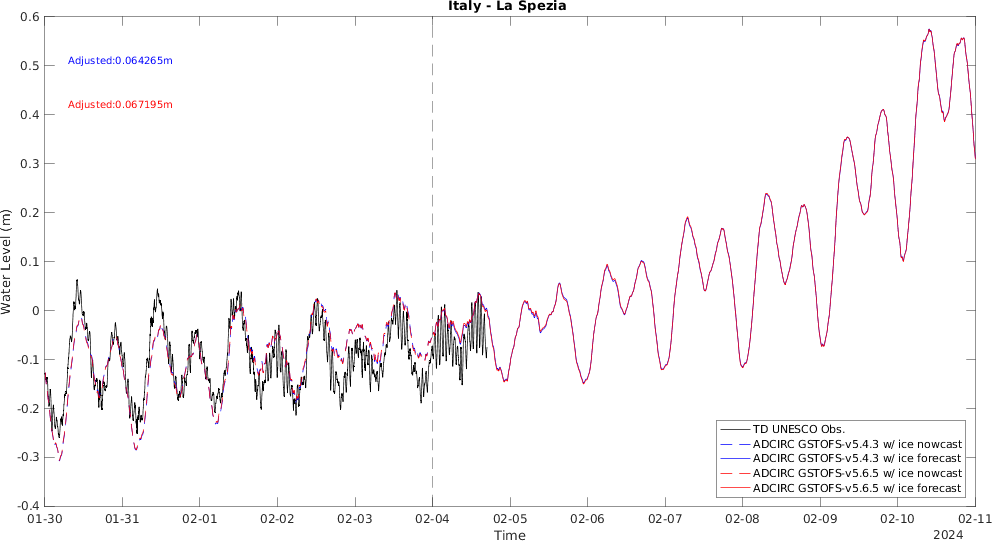 Italy - La Spezia
Adjusted:0.064265m
Adjusted:0.067195m
Water Level (m)
0.6
0.5
0.4
0.3
0.2
0.1
0
-0.1
-0.2
-0.3
-0.4
TD UNESCO Obs.
ADCIRC GSTOFS-v5.4.3 w/ ice nowcast
ADCIRC GSTOFS-v5.4.3 w/ ice forecast
ADCIRC GSTOFS-v5.6.5 w/ ice nowcast
ADCIRC GSTOFS-v5.6.5 w/ ice forecast
01-30 01-31 02-01 02-02 02-03 02-04 02-05 02-06 02-07 02-08 02-09 02-10 02-11
Time
2024